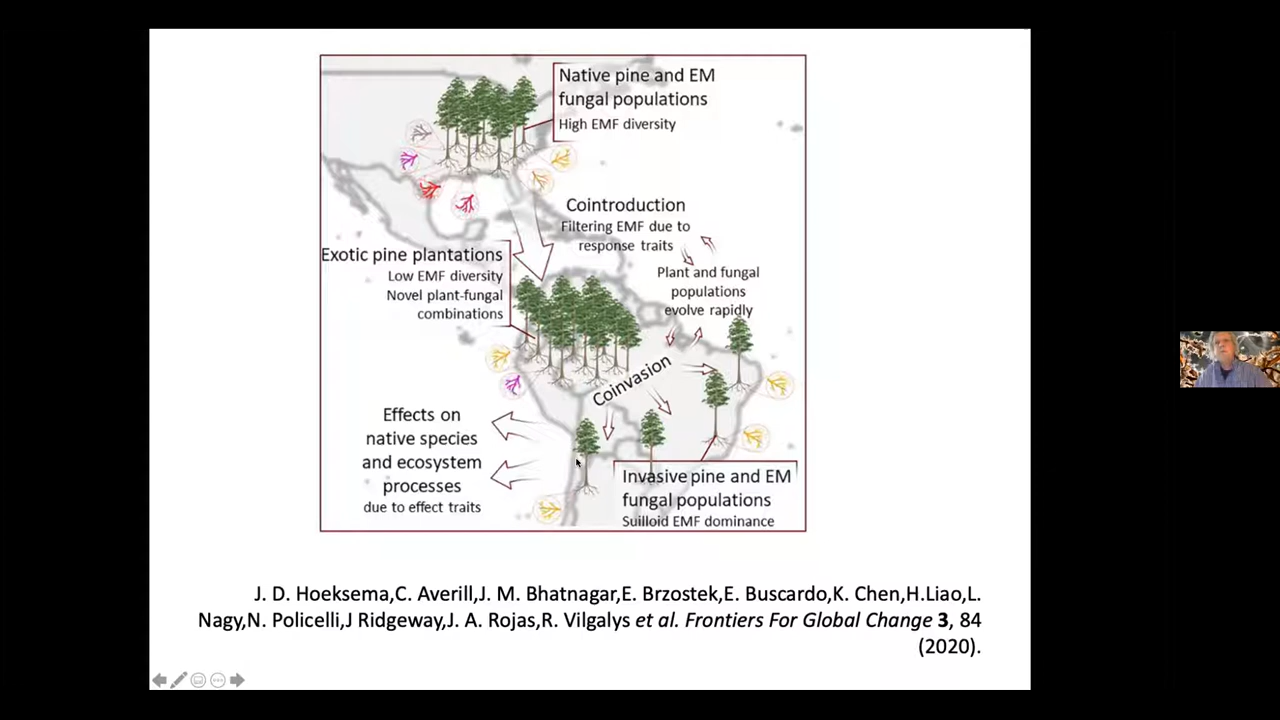 Native pine and EM
fungal populations
High EMF diversity
Cointroduction
Filtering EMF due to
response traits
Exotic pine plantations
Low EMF diversity
Novel plant-fungal
combinations
Plant and fungal
populations
evolve rapidly
Coinvasion
Effects on
native species
and ecosystem
processes
due to effect traits
Invasive pine and EM
fungal populations
Suilloid EMF dominance
J. D. Hoeksema,C. Averill,J. M. Bhatnagar,E. Brzostek,E. Buscardo,K. Chen,H.Liao,L.
Nagy,N. Policelli,J Ridgeway,J. A. Rojas,R. Vilgalys et al. Frontiers For Global Change 3, 84
(2020).